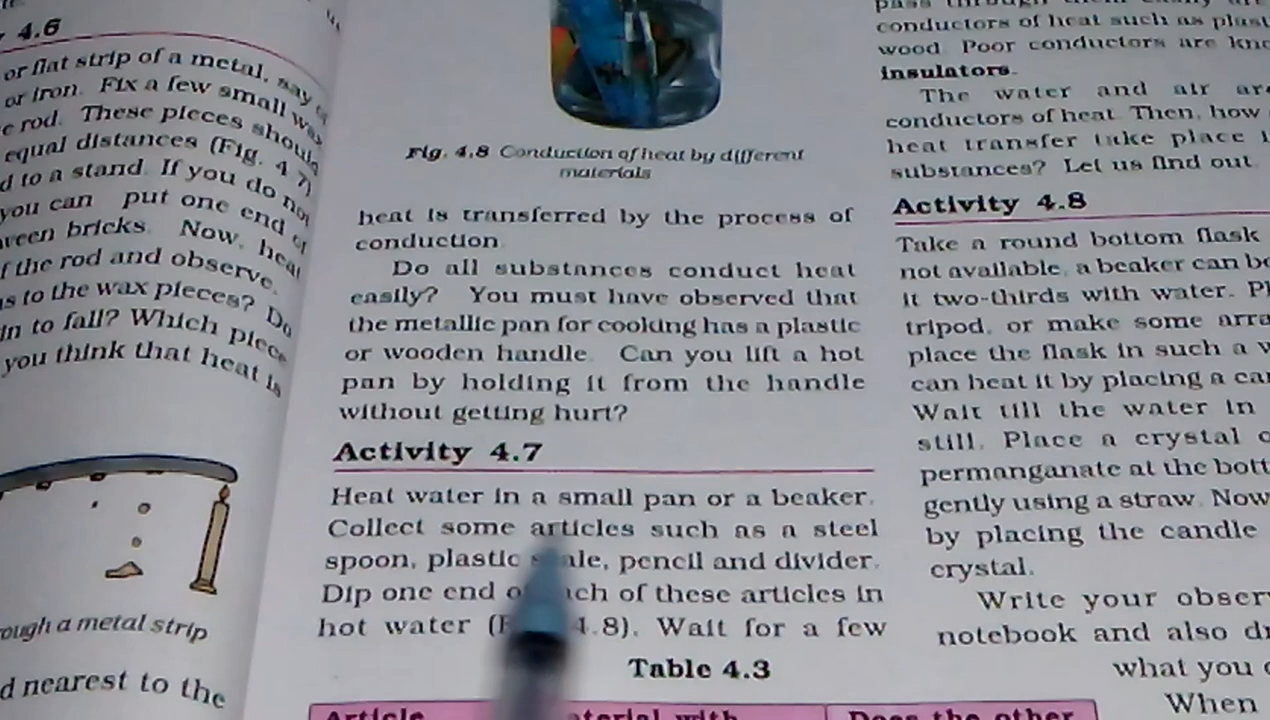 4.6
or flat strip of a metal, say
or iron. Fix a few small wax
rod. These pieces should
equal distances (Fig. 4.7)
to a stand. If you do not
you can put one end of
bricks. Now, heat
the rod and observe.
to the wax pieces? Do
to fall? Which piece
you think that heat is
a metal strip
nearest to the
Fig. 4.8 Conduction of heat by different
materials
heat is transferred by the process of
conduction.
Do all substances conduct heat
easily? You must have observed that
the metallic pan for cooking has a plastic
or wooden handle. Can you lift a hot
pan by holding it from the handle
without getting hurt?
Activity 4.7
Heat water in a small pan or a beaker.
Collect some articles such as a steel
spoon, plastic pencil and divider.
Dip one end of these articles in
hot water 4.8). Wait for a few
Table 4.3
Article with Does the other
pass through them easily
conductors of heat such as
wood. Poor conductors are
insulators.
The water and air
conductors of heat. Then, how
heat transfer take place
substances? Let us find out.
Activity 4.8
Take a round bottom flask
not available, a beaker can
it two-thirds with water.
tripod, or make some
place the flask in such a
can heat it by placing a
Wait till the water in
still. Place a crystal
permanganate at the
gently using a straw. Now
by placing the candle
crystal.
Write your
notebook and also
what you
When